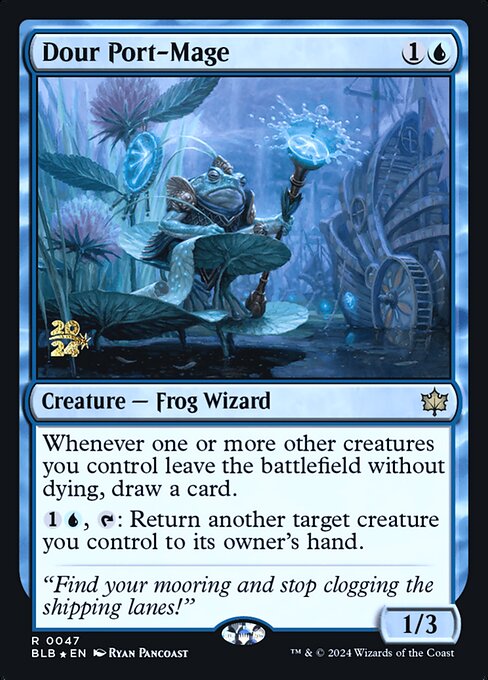 Dour Port-Mage 1
20
24
Creature — Frog Wizard
Whenever one or more other creatures
you control leave the battlefield without
dying, draw a card.
1, : Return another target creature
you control to its owner's hand.
“Find your mooring and stop clogging the
shipping lanes!”
1/3
R 0047
BLB ★ EN Ryan Pancoast
™ & © 2024 Wizards of the Coast